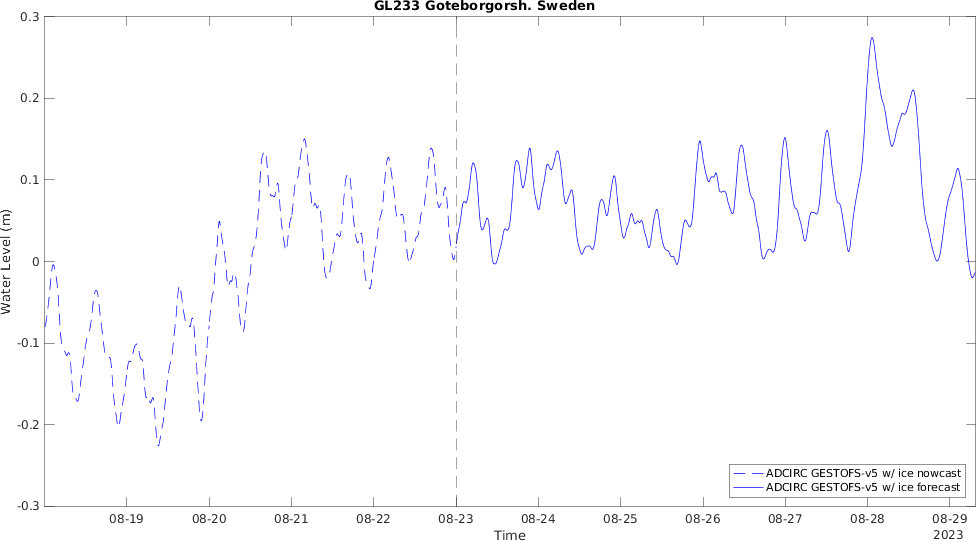 GL233 Goteborgorsh. Sweden
0.3
0.2
0.1
0
-0.1
-0.2
-0.3
Water Level (m)
ADCIRC GESTOFS-v5 w/ ice nowcast
ADCIRC GESTOFS-v5 w/ ice forecast
08-19 08-20 08-21 08-22 08-23 08-24 08-25 08-26 08-27 08-28 08-29
Time 2023